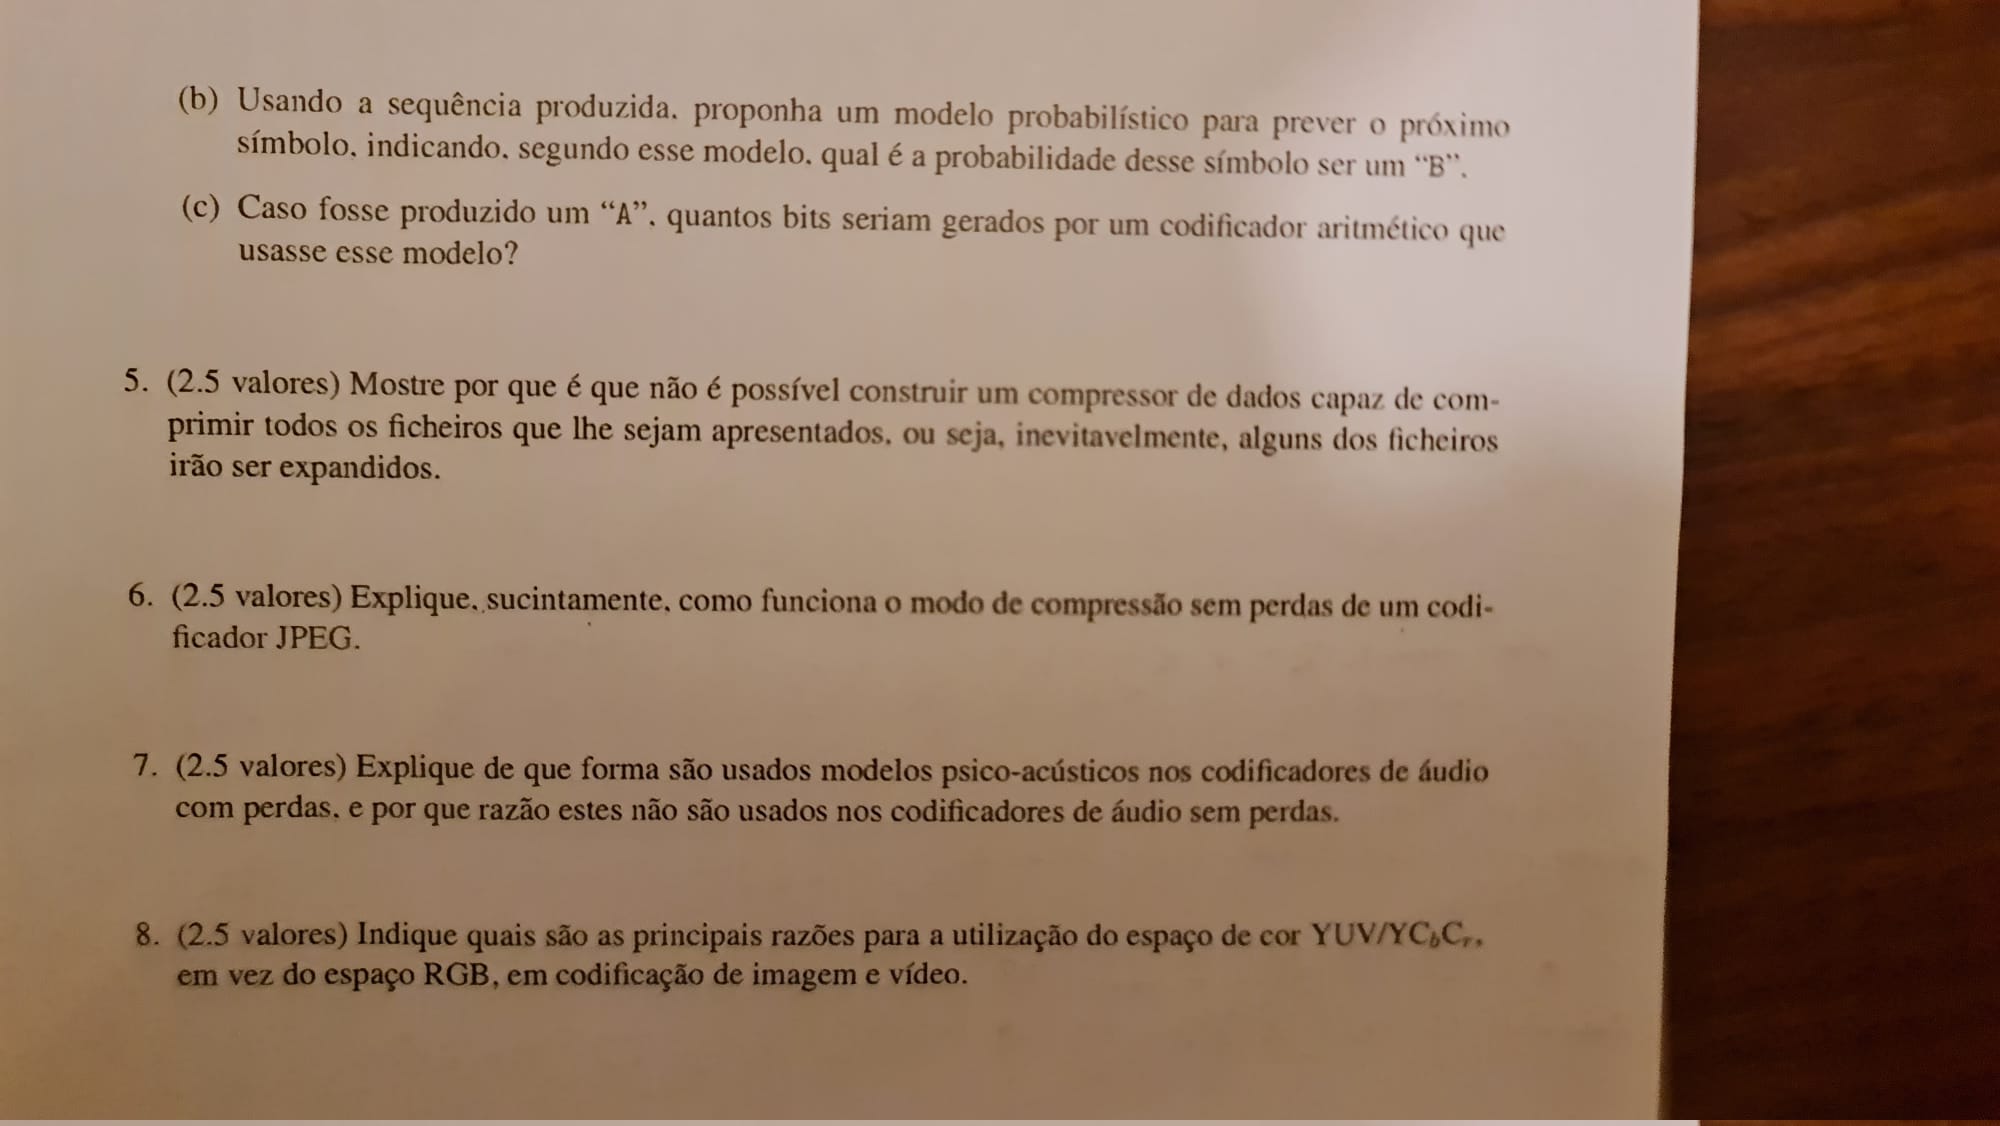 (b) Usando a sequência produzida, proponha um modelo probabilístico para prever o próximo
símbolo, indicando, segundo esse modelo, qual é a probabilidade desse símbolo ser um “B”.
(c) Caso fosse produzido um “A”, quantos bits seriam gerados por um codificador aritmético que
usasse esse modelo?
5. (2.5 valores) Mostre por que é que não é possível construir um compressor de dados capaz de com-
primir todos os ficheiros que lhe sejam apresentados, ou seja, inevitavelmente, alguns dos ficheiros
irão ser expandidos.
6. (2.5 valores) Explique, sucintamente, como funciona o modo de compressão sem perdas de um codi-
ficador JPEG.
7. (2.5 valores) Explique de que forma são usados modelos psico-acústicos nos codificadores de áudio
com perdas, e por que razão estes não são usados nos codificadores de áudio sem perdas.
8. (2.5 valores) Indique quais são as principais razões para a utilização do espaço de cor YUV/YCbCr,
em vez do espaço RGB, em codificação de imagem e vídeo.